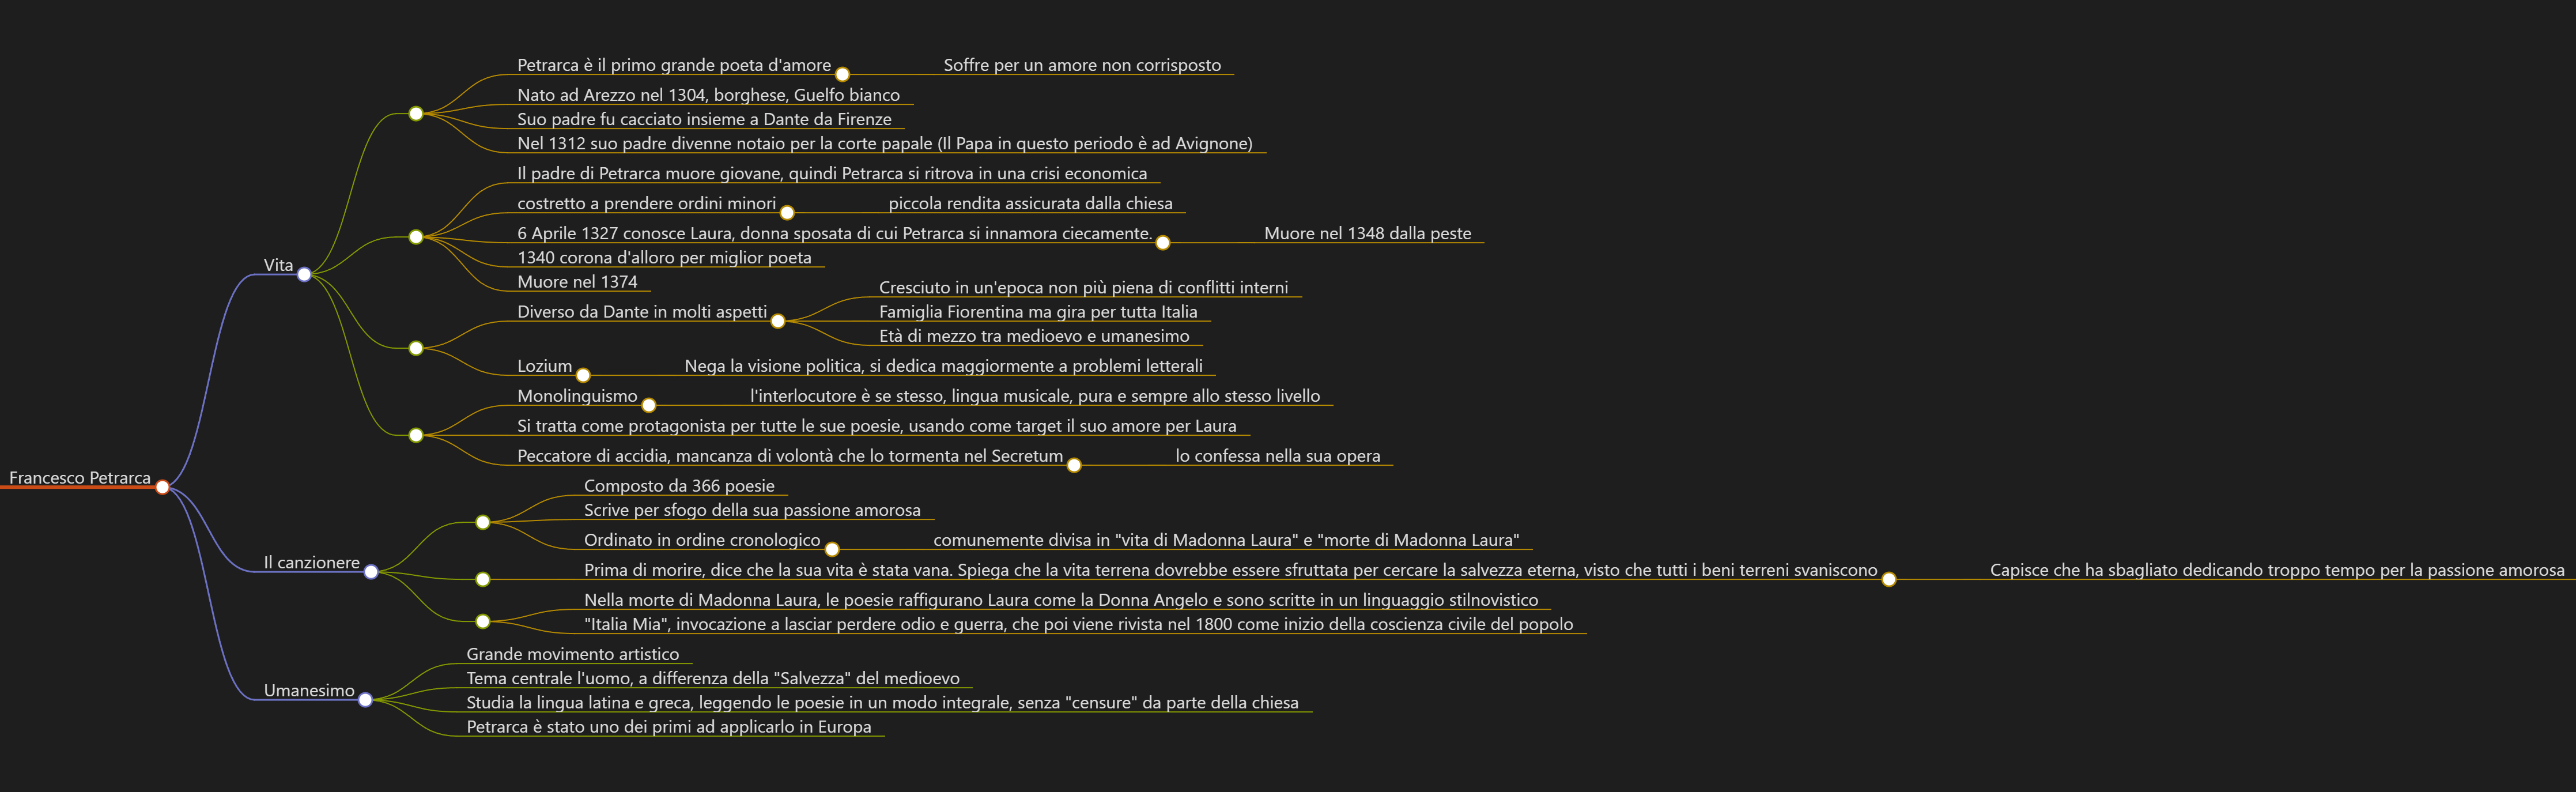 Francesco Petrarca
Vita
Petrarca è il primo grande poeta d'amore
Soffre per un amore non corrisposto
Nato ad Arezzo nel 1304, borghese, Guelfo bianco
Suo padre fu cacciato insieme a Dante da Firenze
Nel 1312 suo padre divenne notaio per la corte papale (Il Papa in questo periodo è ad Avignone)
Il padre di Petrarca muore giovane, quindi Petrarca si ritrova in una crisi economica
costretto a prendere ordini minori
piccola rendita assicurata dalla chiesa
6 Aprile 1327 conosce Laura, donna sposata di cui Petrarca si innamora ciecamente.
Muore nel 1348 dalla peste
1340 corona d'alloro per miglior poeta
Muore nel 1374
Diverso da Dante in molti aspetti
Cresciuto in un'epoca non più piena di conflitti interni
Famiglia Fiorentina ma gira per tutta Italia
Età di mezzo tra medioevo e umanesimo
Lozium
Nega la visione politica, si dedica maggiormente a problemi letterali
Monolinguismo
l'interlocutore è se stesso, lingua musicale, pura e sempre allo stesso livello
Si tratta come protagonista per tutte le sue poesie, usando come target il suo amore per Laura
Peccatore di accidia, mancanza di volontà che lo tormenta nel Secretum
lo confessa nella sua opera
Il canzionere
Composto da 366 poesie
Scrive per sfogo della sua passione amorosa
Ordinato in ordine cronologico
comunemente divisa in "vita di Madonna Laura" e "morte di Madonna Laura"
Prima di morire, dice che la sua vita è stata vana. Spiega che la vita terrena dovrebbe essere sfruttata per cercare la salvezza eterna, visto che tutti i beni terreni svaniscono
Capisce che ha sbagliato dedicando troppo tempo per la passione amorosa
Nella morte di Madonna Laura, le poesie raffigurano Laura come la Donna Angelo e sono scritte in un linguaggio stilnovistico
"Italia Mia", invocazione a lasciar perdere odio e guerra, che poi viene rivista nel 1800 come inizio della coscienza civile del popolo
Umanesimo
Grande movimento artistico
Tema centrale l'uomo, a differenza della "Salvezza" del medioevo
Studia la lingua latina e greca, leggendo le poesie in un modo integrale, senza "censure" da parte della chiesa
Petrarca è stato uno dei primi ad applicarlo in Europa